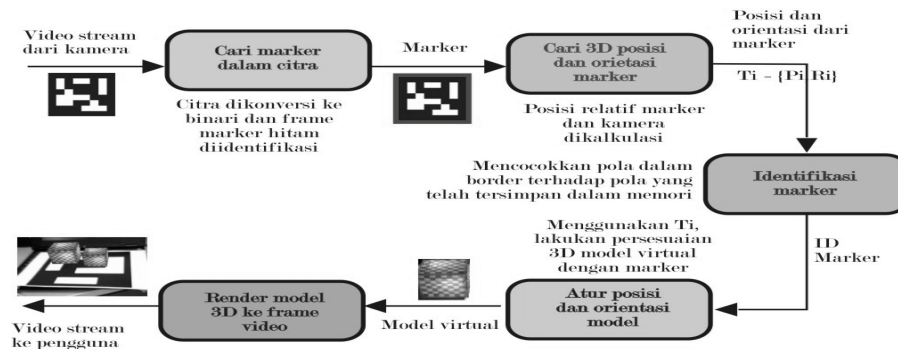 Video stream
dari kamera
Cari marker
dalam citra
Citra dikonversi ke
binari dan frame
marker hitam
diidentifikasi
Marker
Cari 3D posisi
dan orietasi
marker
Posisi relatif marker
dan kamera
dikalkulasi
Posisi dan
orientasi dari
marker
Ti - {Pi,Ri}
Mencocokkan pola dalam
border terhadap pola yang
telah tersimpan dalam memori
Identifikasi
marker
ID
Marker
Menggunakan Ti,
lakukan persesuaian
3D model virtual
dengan marker
Atur posisi
dan orientasi
model
Model virtual
Render model
3D ke frame
video
Video stream
ke pengguna